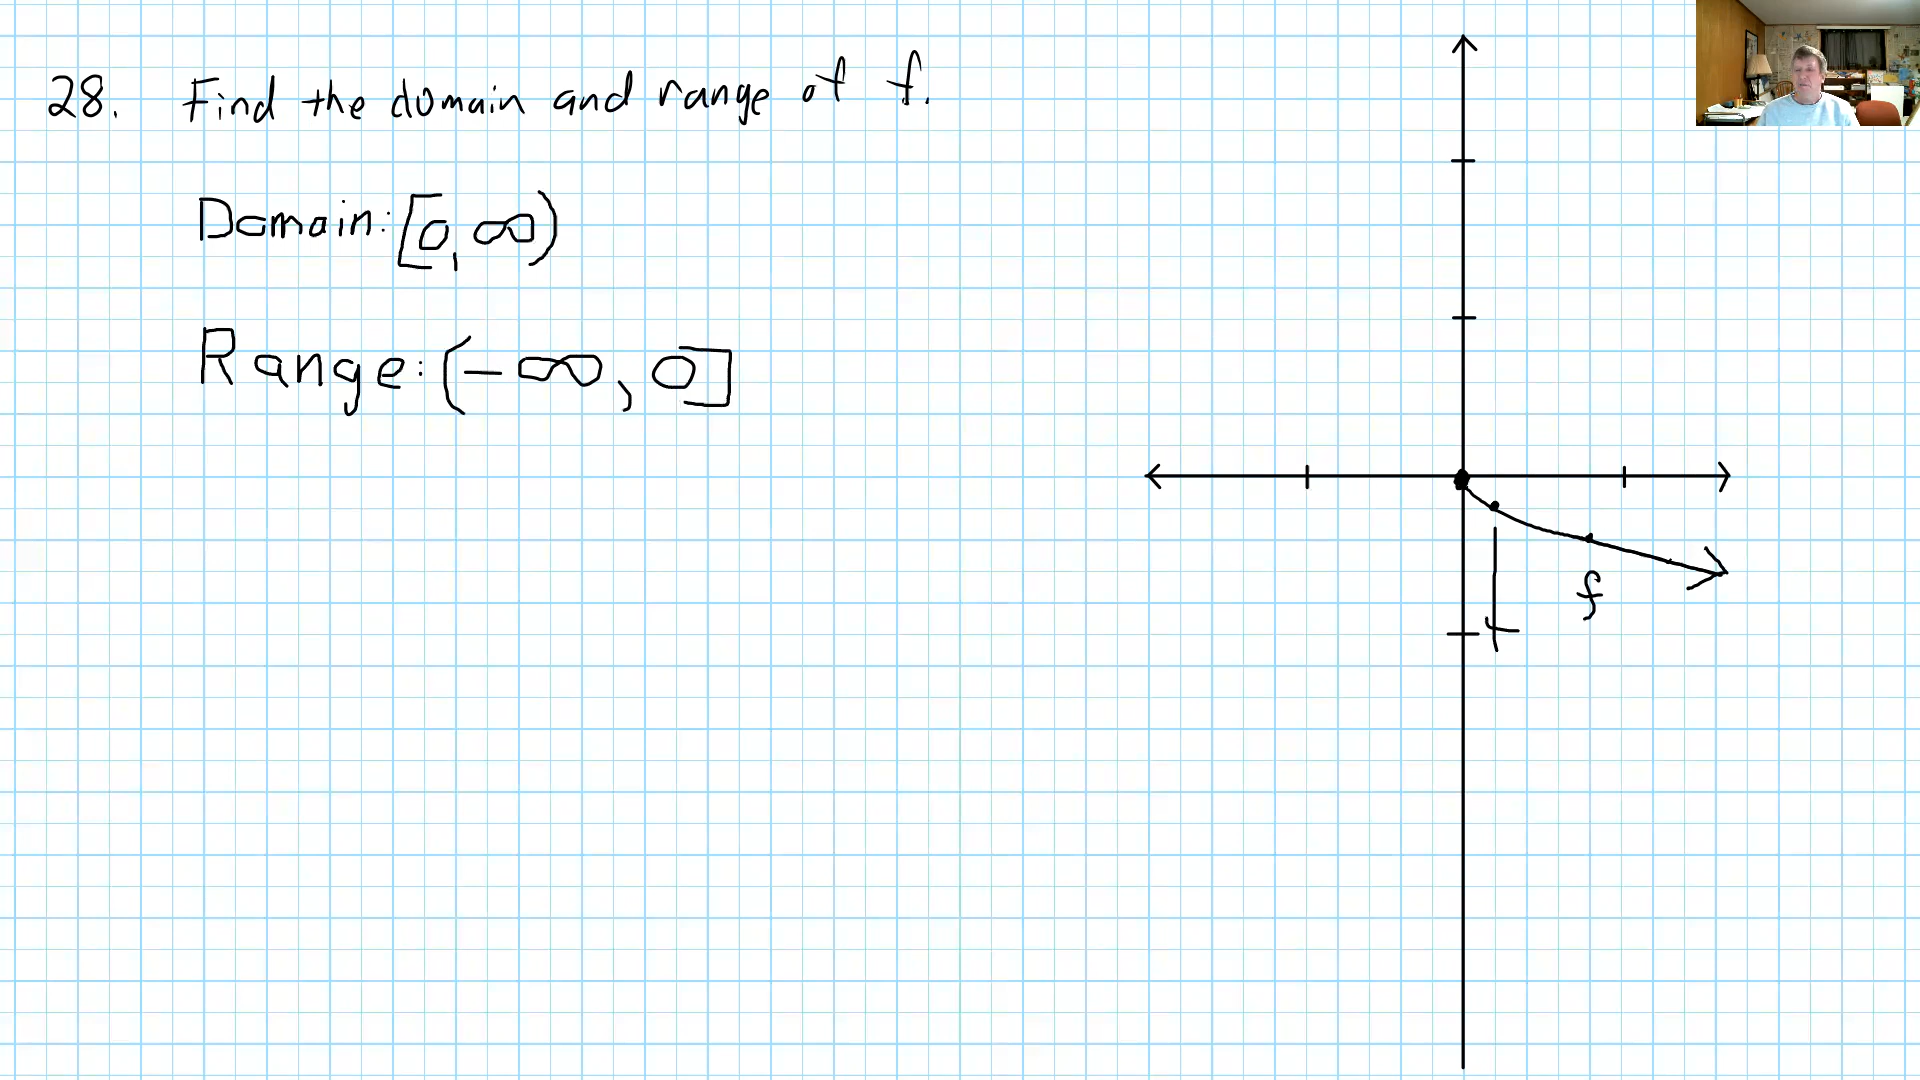 28. Find the domain and range of f.
Domain: [0, ∞)
Range: (-∞, 0]
f